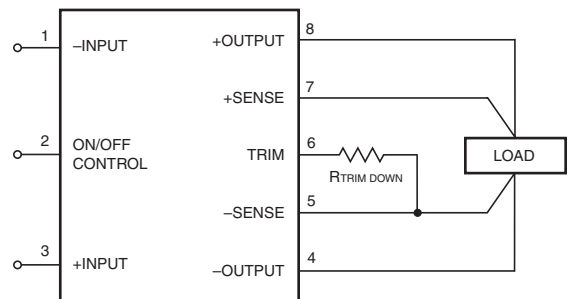 1 –INPUT
+OUTPUT 8
+SENSE 7
2 ON/OFF
CONTROL
TRIM 6
RTRIM DOWN
LOAD
–SENSE 5
3 +INPUT
–OUTPUT 4